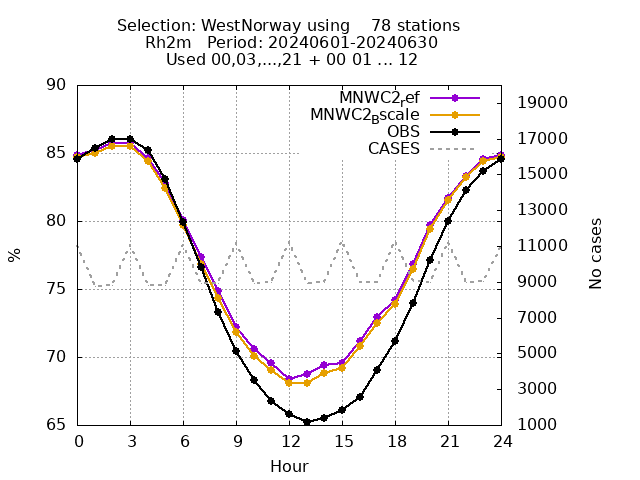 Selection: WestNorway using    78 stations
Rh2m   Period: 20240601-20240630
Used 00,03,...,21 + 00 01 ... 12
90
85
80
75
70
65
%
MNWC2ref
MNWC2Bscale
OBS
CASES
19000
17000
15000
13000
11000
9000
7000
5000
3000
1000
No cases
0 3 6 9 12 15 18 21 24
Hour